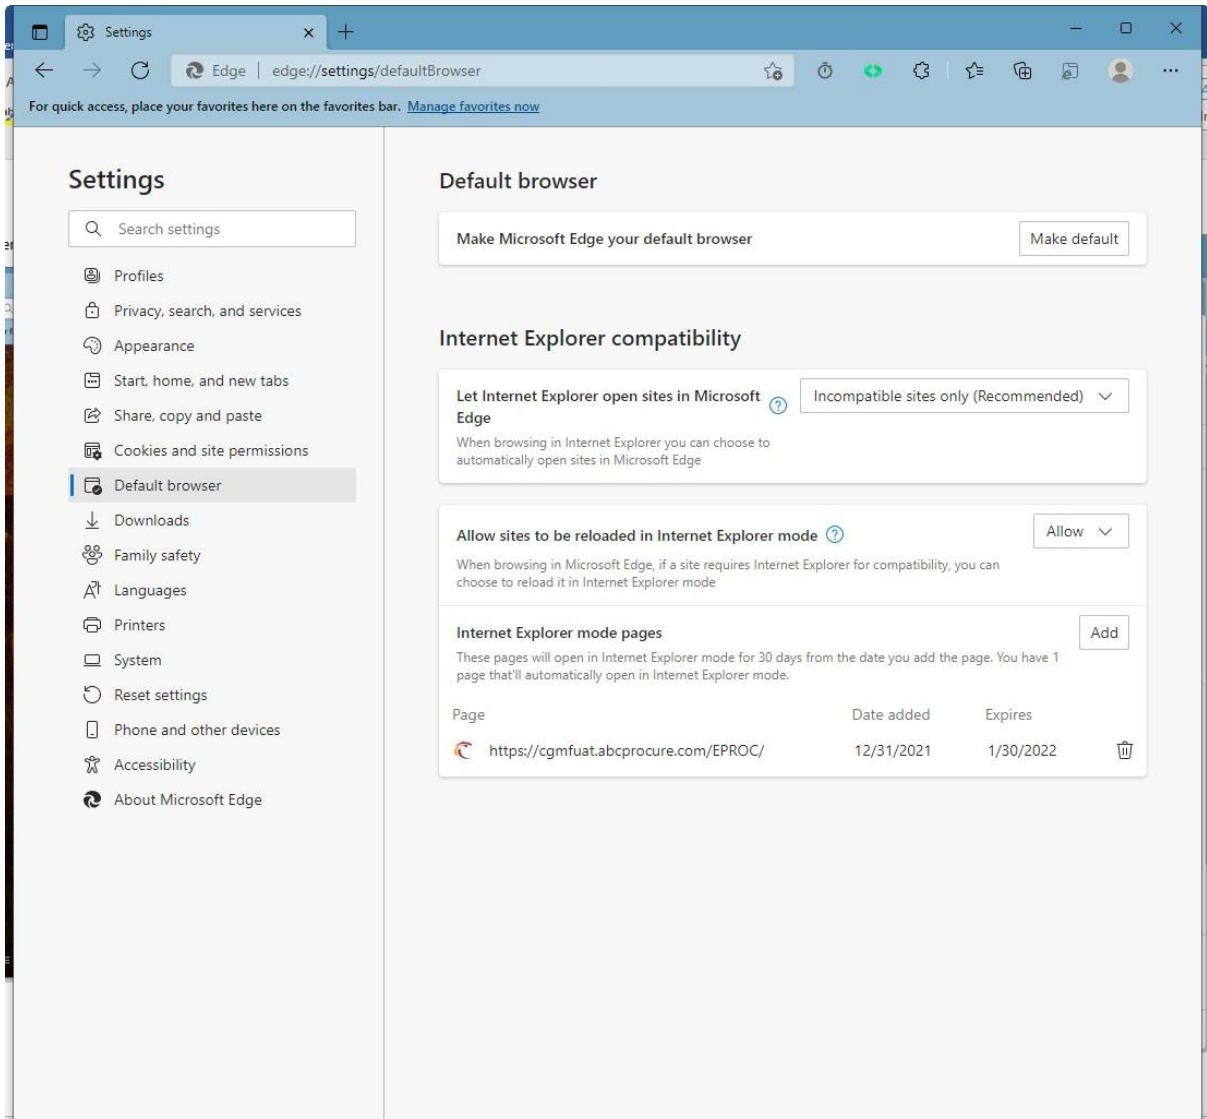 Settings
Edge | edge://settings/defaultBrowser
For quick access, place your favorites here on the favorites bar. Manage favorites now
Settings
Search settings
Profiles
Privacy, search, and services
Appearance
Start, home, and new tabs
Share, copy and paste
Cookies and site permissions
Default browser
Downloads
Family safety
Languages
Printers
System
Reset settings
Phone and other devices
Accessibility
About Microsoft Edge
Default browser
Make Microsoft Edge your default browser
Make default
Internet Explorer compatibility
Let Internet Explorer open sites in Microsoft
Edge
Incompatible sites only (Recommended)
When browsing in Internet Explorer you can choose to
automatically open sites in Microsoft Edge
Allow sites to be reloaded in Internet Explorer mode
Allow
When browsing in Microsoft Edge, if a site requires Internet Explorer for compatibility, you can
choose to reload it in Internet Explorer mode
Internet Explorer mode pages
Add
These pages will open in Internet Explorer mode for 30 days from the date you add the page. You have 1
page that'll automatically open in Internet Explorer mode.
Page Date added Expires
https://cgmfuat.abcprocure.com/EPROC/ 12/31/2021 1/30/2022